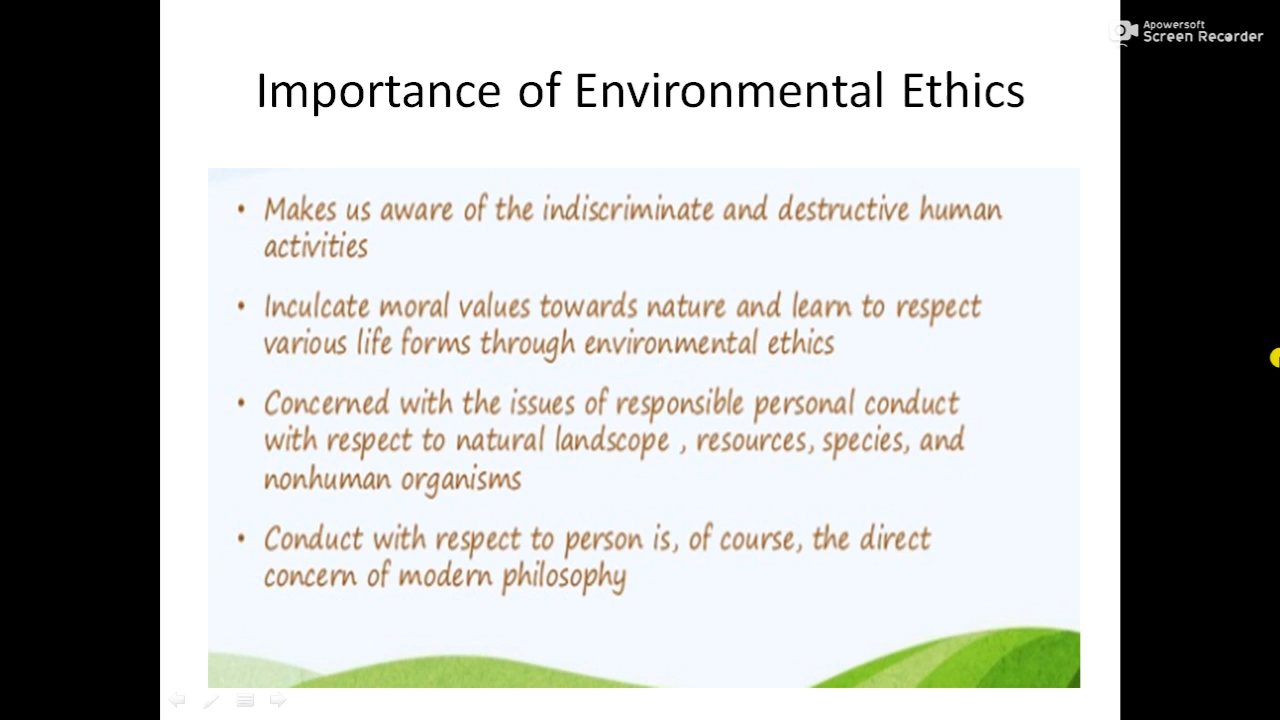 Apowersoft
Screen Recorder
Importance of Environmental Ethics
• Makes us aware of the indiscriminate and destructive human
activities
• Inculcate moral values towards nature and learn to respect
various life forms through environmental ethics
• Concerned with the issues of responsible personal conduct
with respect to natural landscope , resources, species, and
nonhuman organisms
• Conduct with respect to person is, of course, the direct
concern of modern philosophy